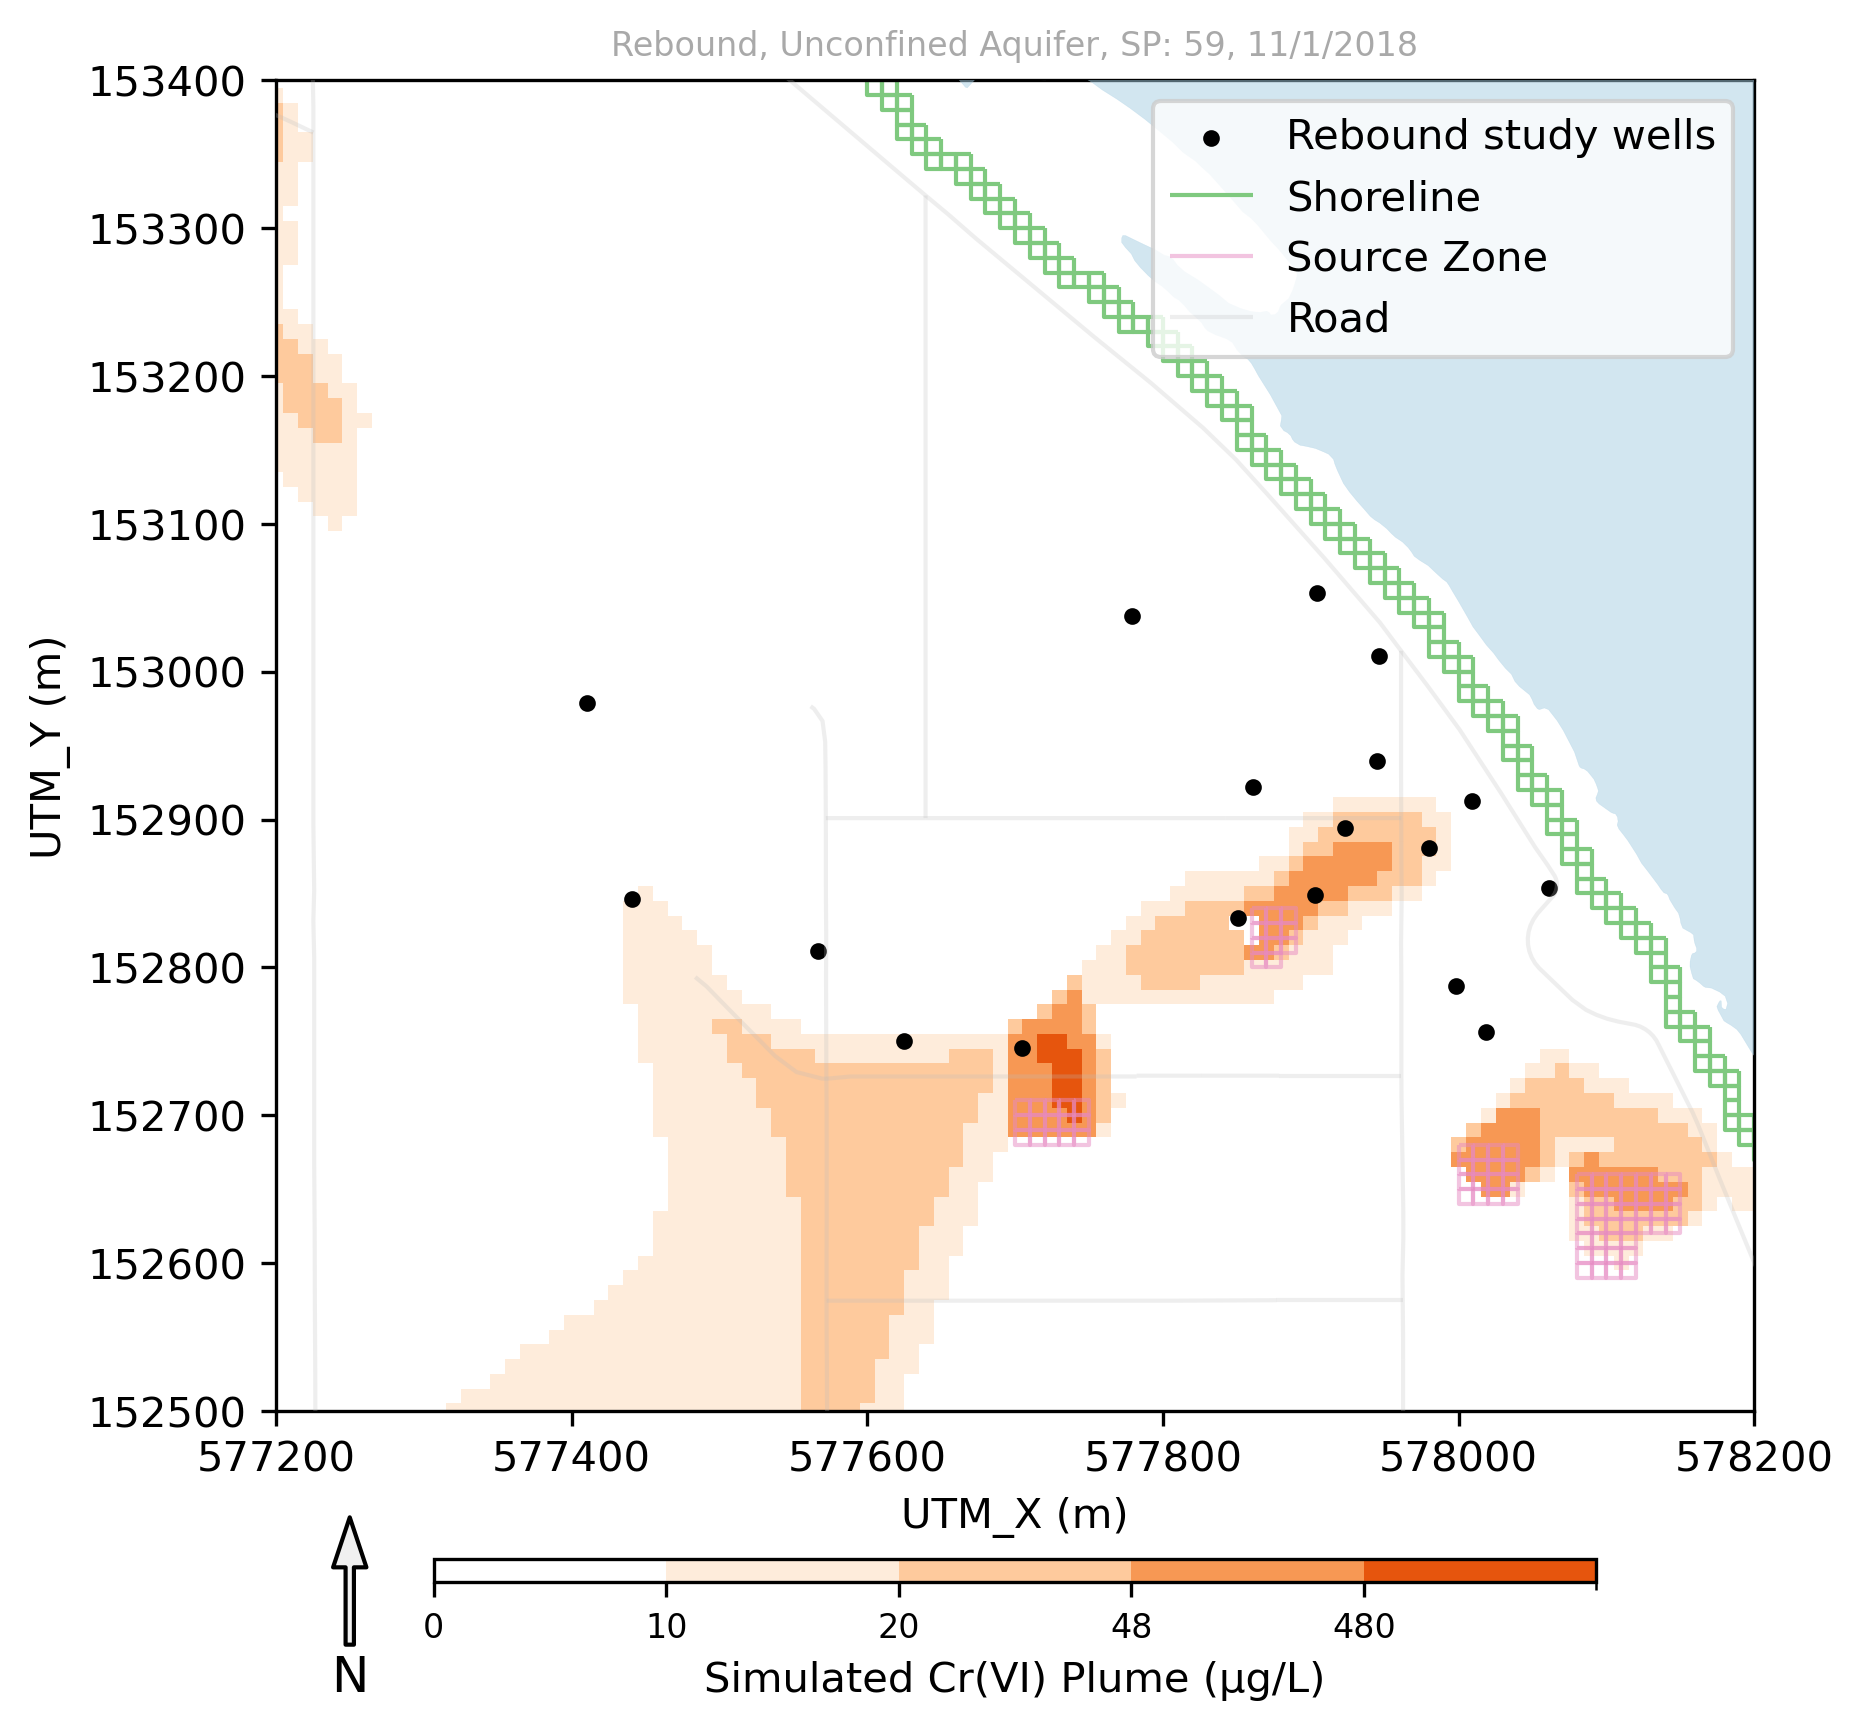 Rebound, Unconfined Aquifer, SP: 59, 11/1/2018
153400
153300
153200
153100
153000
152900
152800
152700
152600
152500
UTM_Y (m)
Rebound study wells
Shoreline
Source Zone
Road
577200 577400 577600 577800 578000 578200
UTM_X (m)
N
0 10 20 48 480
Simulated Cr(VI) Plume (μg/L)